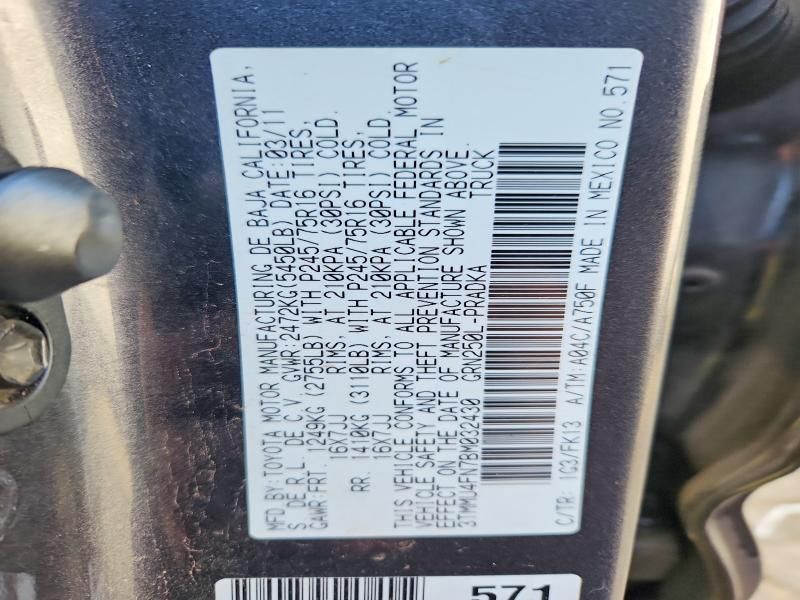 MFD.BY:TOYOTA MOTOR MANUFACTURING DE BAJA CALIFORNIA,
S. DE R.L. DE C.V. GVWR:2472KG(5450LB) DATE:03/11
GAWR:FRT. 1249KG (2755LB) WITH P245/75R16 TIRES,
16X7JJ RIMS, AT 210KPA (30PSI) COLD.
RR. 1410KG (3110LB) WITH P245/75R16 TIRES,
16X7JJ RIMS, AT 210KPA (30PSI) COLD.
THIS VEHICLE CONFORMS TO ALL APPLICABLE FEDERAL MOTOR
VEHICLE SAFETY AND THEFT PREVENTION STANDARDS IN
EFFECT ON THE DATE OF MANUFACTURE SHOWN ABOVE.
3TMMU4FN7BM032430 GRN250L-PRADKA TRUCK
C/TR: 1G3/FK13 A/TM:A04C/A750F MADE IN MEXICO NO.571
571